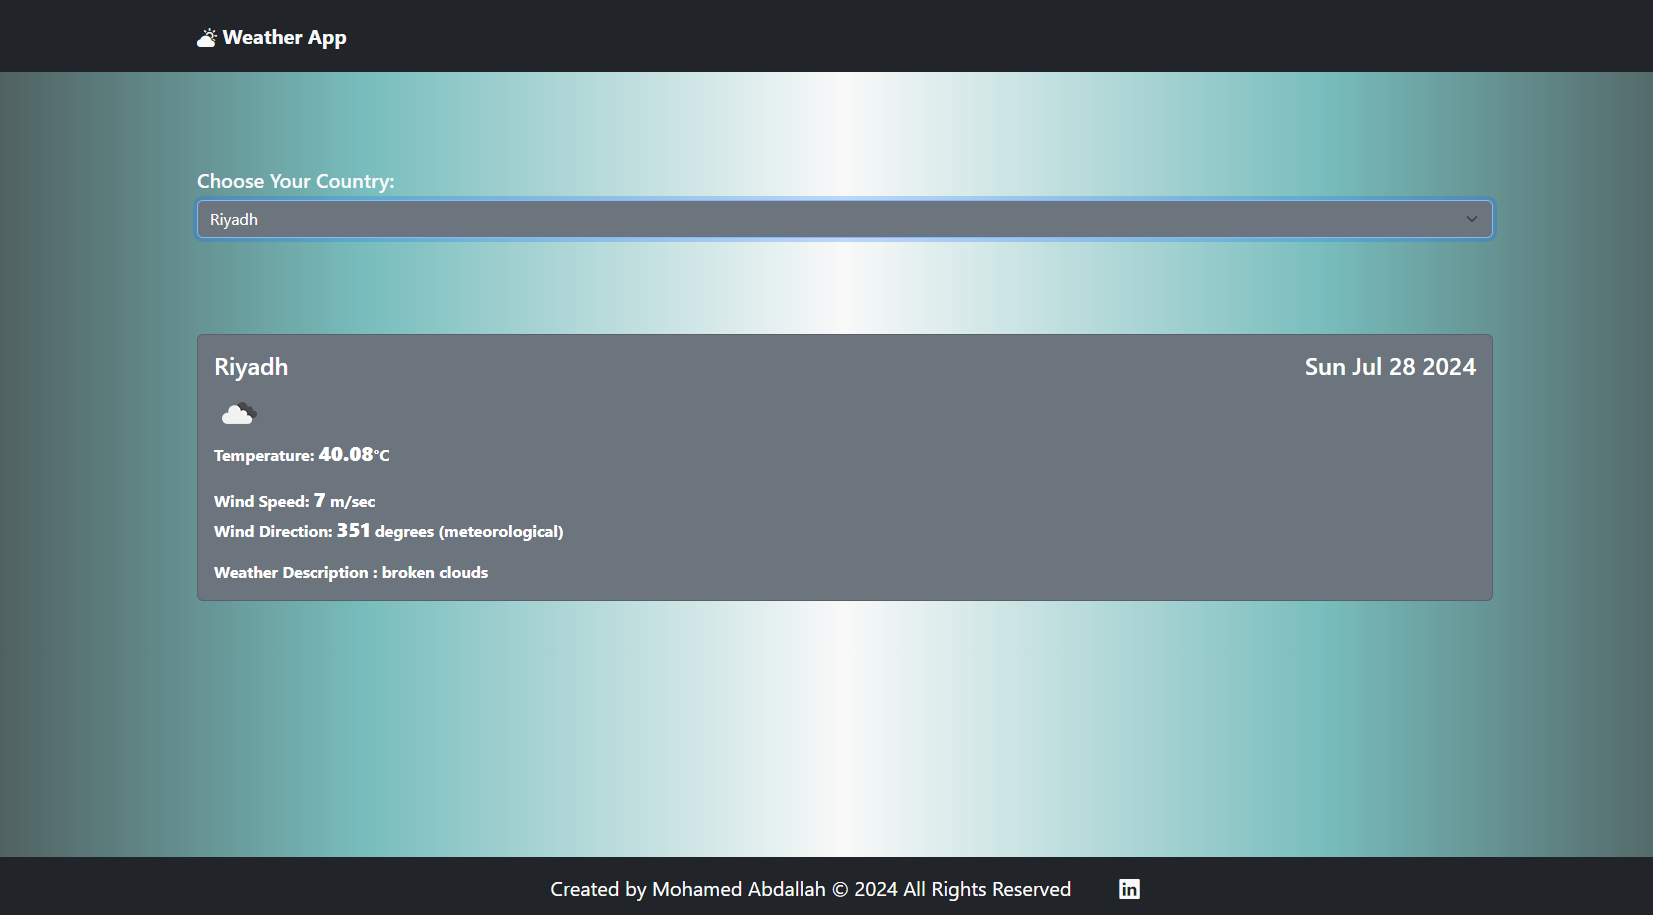 Weather App
Choose Your Country:
Riyadh
Riyadh Sun Jul 28 2024
Temperature: 40.08°C
Wind Speed: 7 m/sec
Wind Direction: 351 degrees (meteorological)
Weather Description : broken clouds
Created by Mohamed Abdallah © 2024 All Rights Reserved in